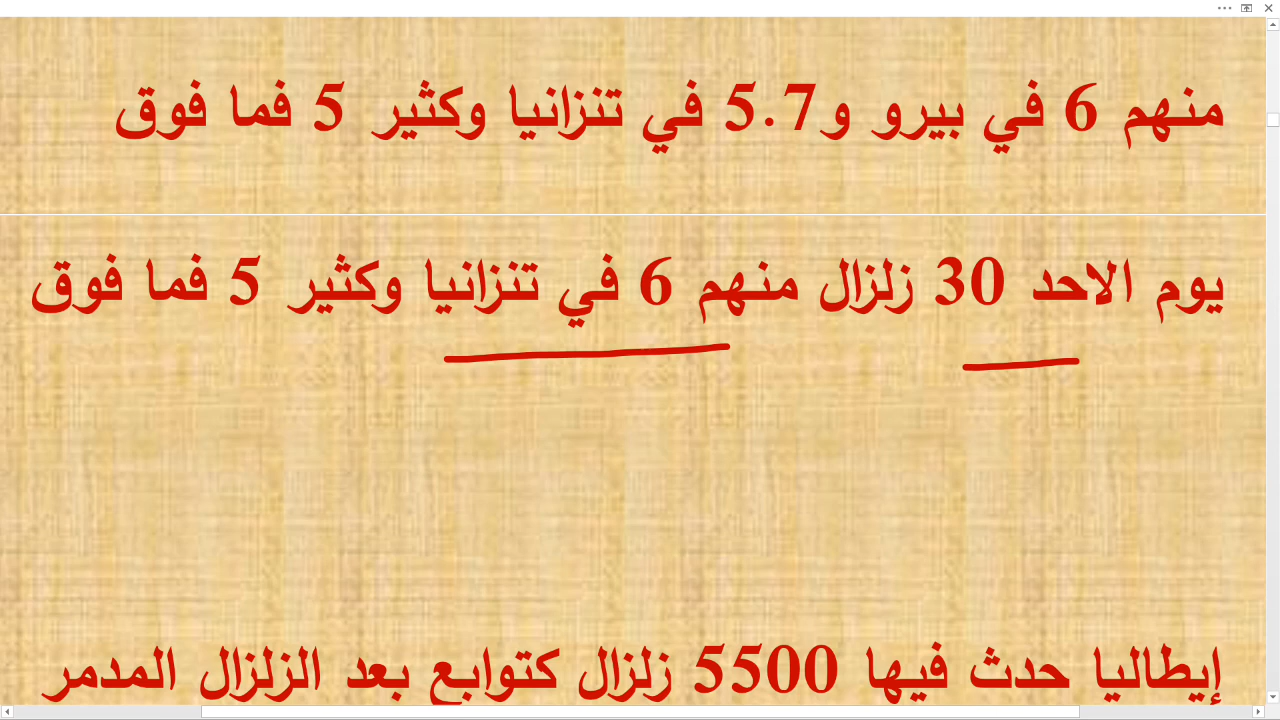 منهم 6 في بيرو و5.7 في تنزانيا وكثير 5 فما فوق
يوم الاحد 30 زلزال منهم 6 في تنزانيا وكثير 5 فما فوق
إيطاليا حدث فيها 5500 زلزال كتوابع بعد الزلزال المدمر